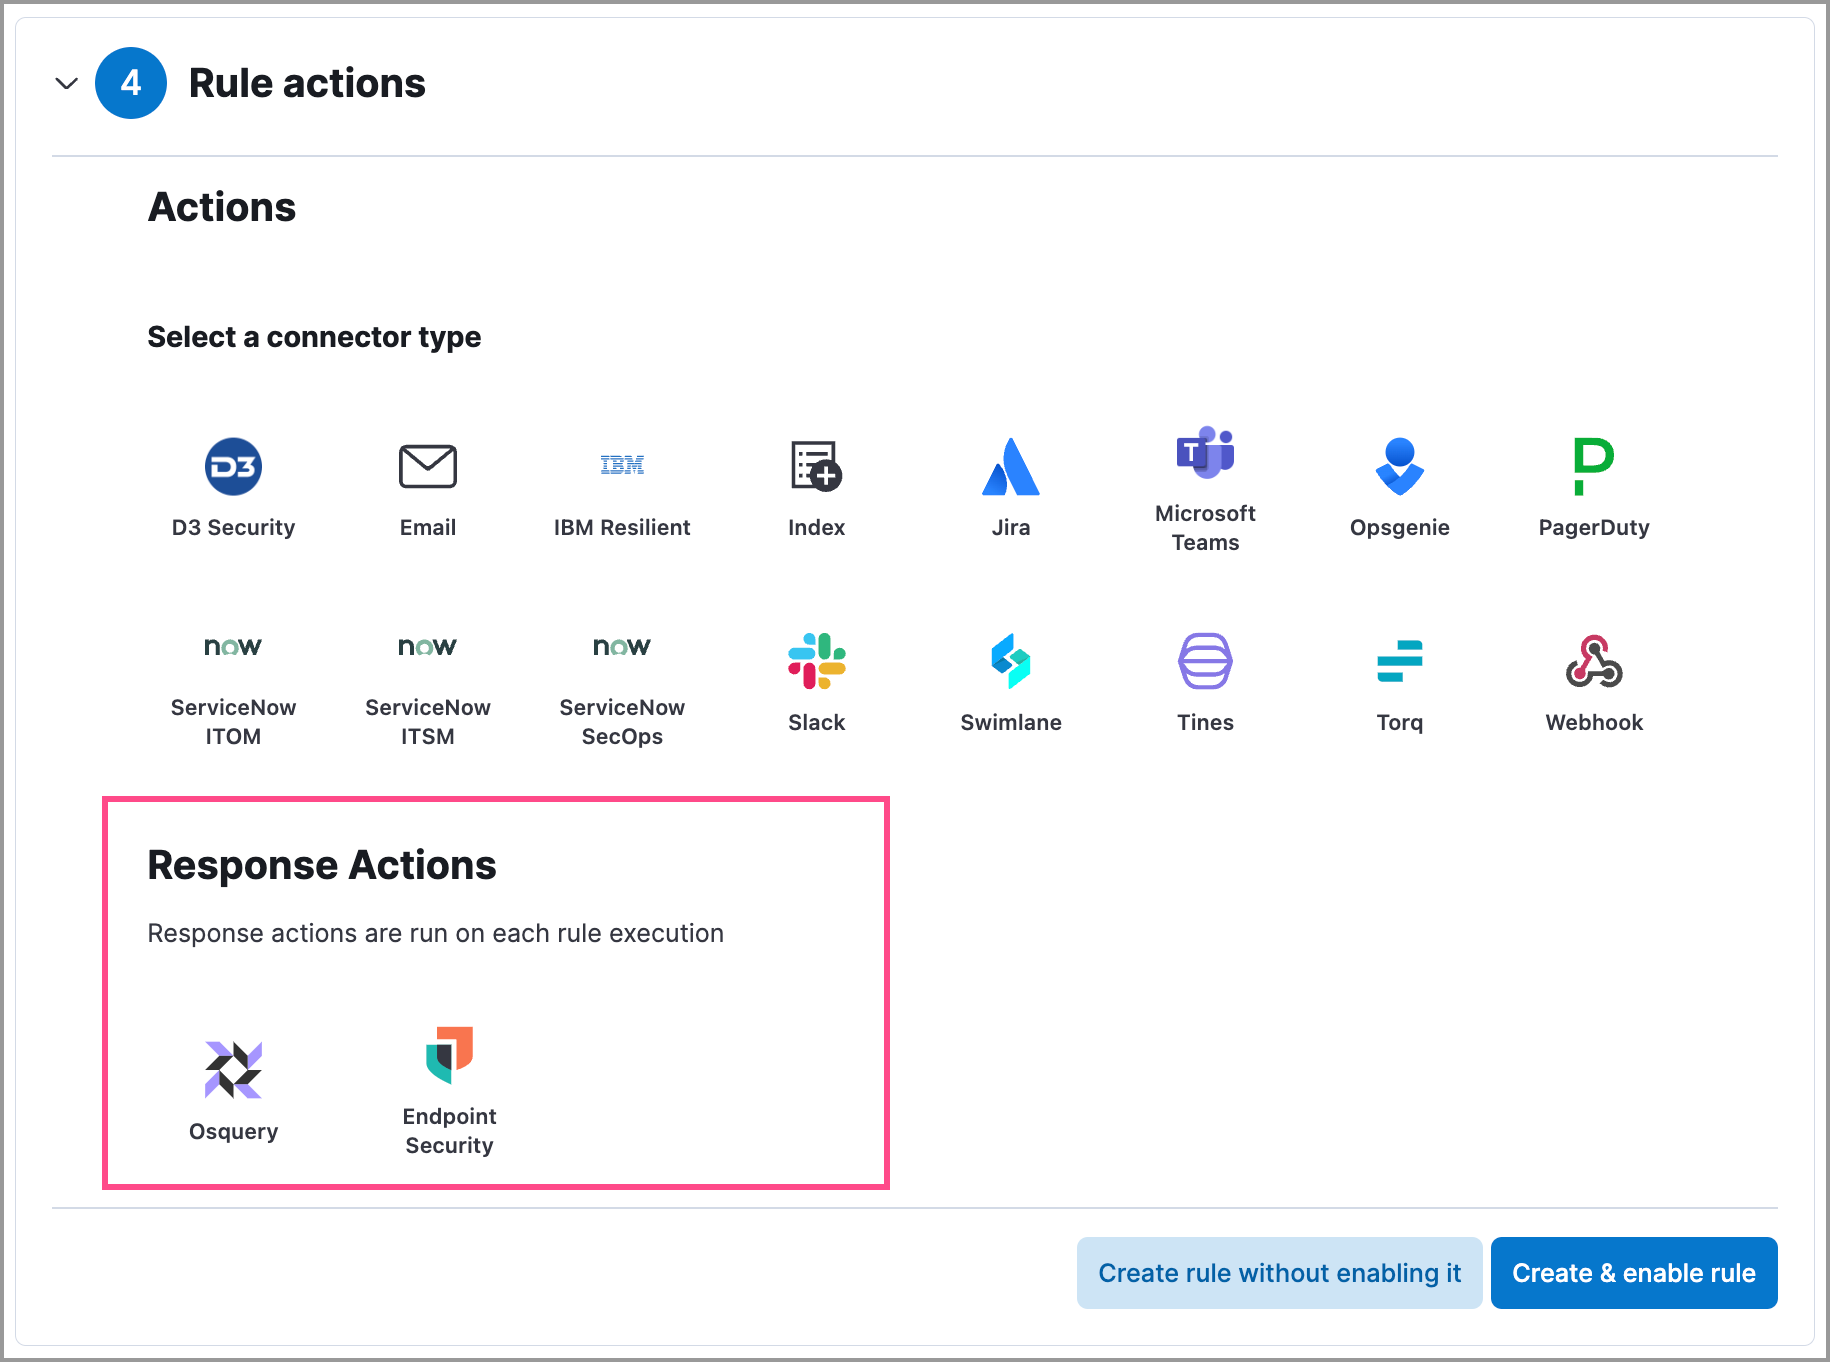 4 Rule actions
Actions
Select a connector type
D3
IBM
T
D3 Security
Email
IBM Resilient
Index
Jira
Microsoft
Teams
Opsgenie
PagerDuty
now
now
now
ServiceNow
ITOM
ServiceNow
ITSM
ServiceNow
SecOps
Slack
Swimlane
Tines
Torq
Webhook
Response Actions
Response actions are run on each rule execution
Osquery
Endpoint
Security
Create rule without enabling it
Create & enable rule